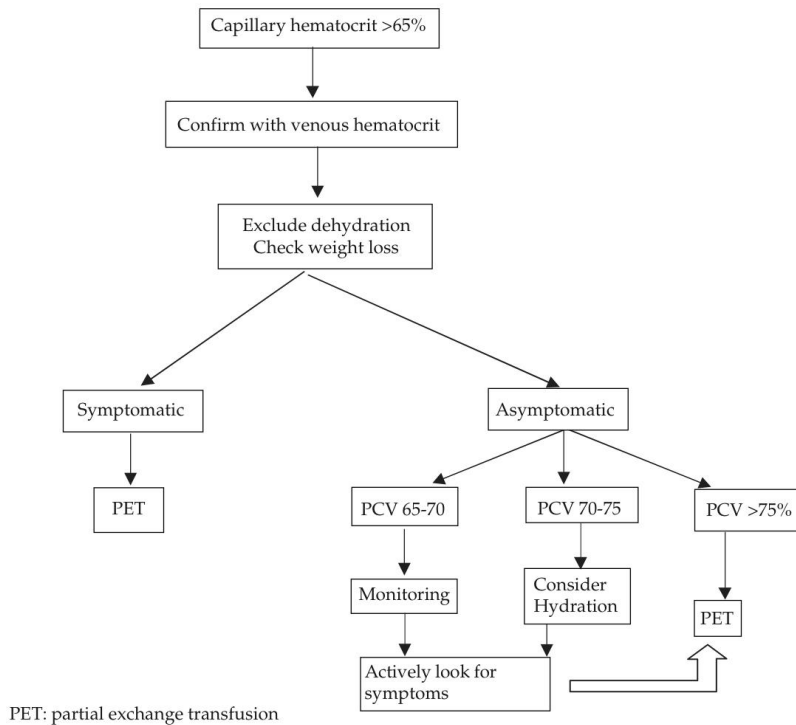 Capillary hematocrit >65%
Confirm with venous hematocrit
Exclude dehydration
Check weight loss
Symptomatic
Asymptomatic
PET
PCV 65-70
PCV 70-75
PCV >75%
Monitoring
Consider
Hydration
PET
Actively look for
symptoms
PET: partial exchange transfusion